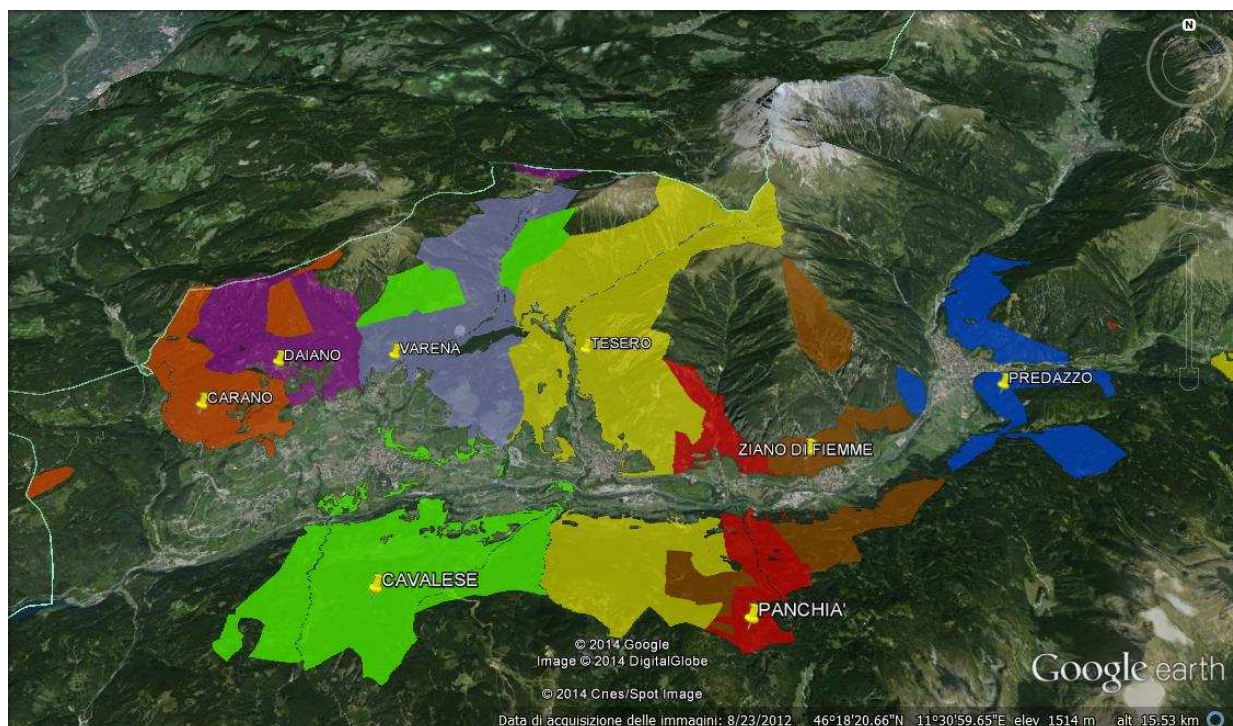 N
DAIANO
VARENA
TESERO
CARANO
PREDAZZO
ZIANO DI FIEMME
CAVALESE
PANCHIA'
© 2014 Google
Image © 2014 DigitalGlobe
© 2014 Cnes/Spot Image
Google earth
Data di acquisizione delle immagini: 8/23/2012 46°18'20.66"N 11°30'59.65"E elev 1514 m alt 15.53 km